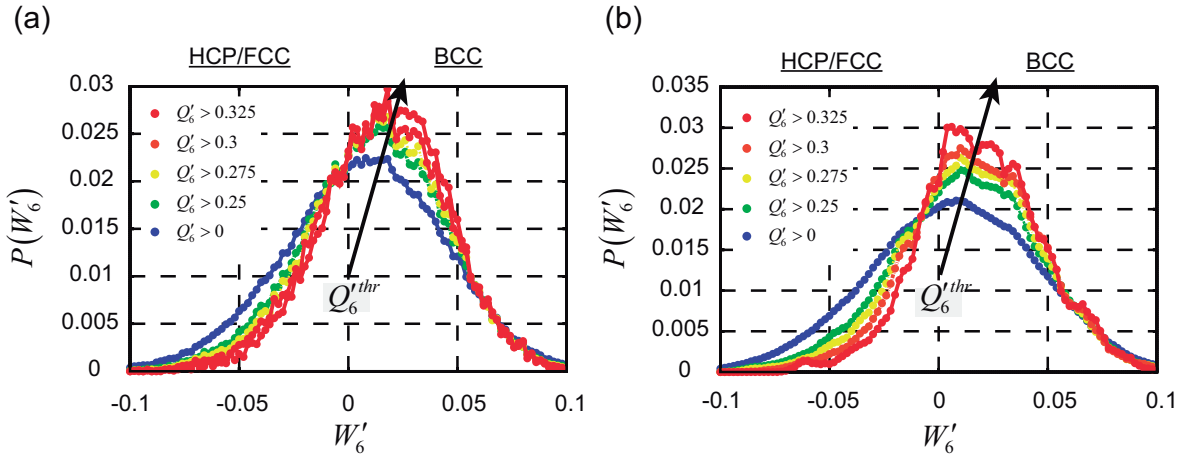 (a)
HCP/FCC BCC
0.03
0.025
0.02
0.015
0.01
0.005
0
P(W′₆)
Q′₆ > 0.325
Q′₆ > 0.3
Q′₆ > 0.275
Q′₆ > 0.25
Q′₆ > 0
Q′₆ᵗʰʳ
-0.1 -0.05 0 0.05 0.1
W′₆
(b)
HCP/FCC BCC
0.035
0.03
0.025
0.02
0.015
0.01
0.005
0
P(W′₆)
Q′₆ > 0.325
Q′₆ > 0.3
Q′₆ > 0.275
Q′₆ > 0.25
Q′₆ > 0
Q′₆ᵗʰʳ
-0.1 -0.05 0 0.05 0.1
W′₆